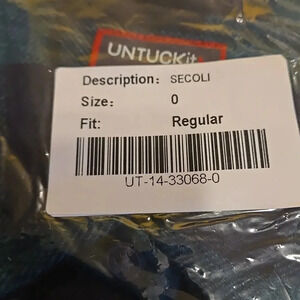 UNTUCKit
Description: SECOLI
Size: 0
Fit: Regular
UT-14-33068-0